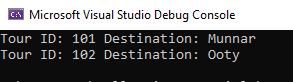 Microsoft Visual Studio Debug Console
Tour ID: 101 Destination: Munnar
Tour ID: 102 Destination: Ooty